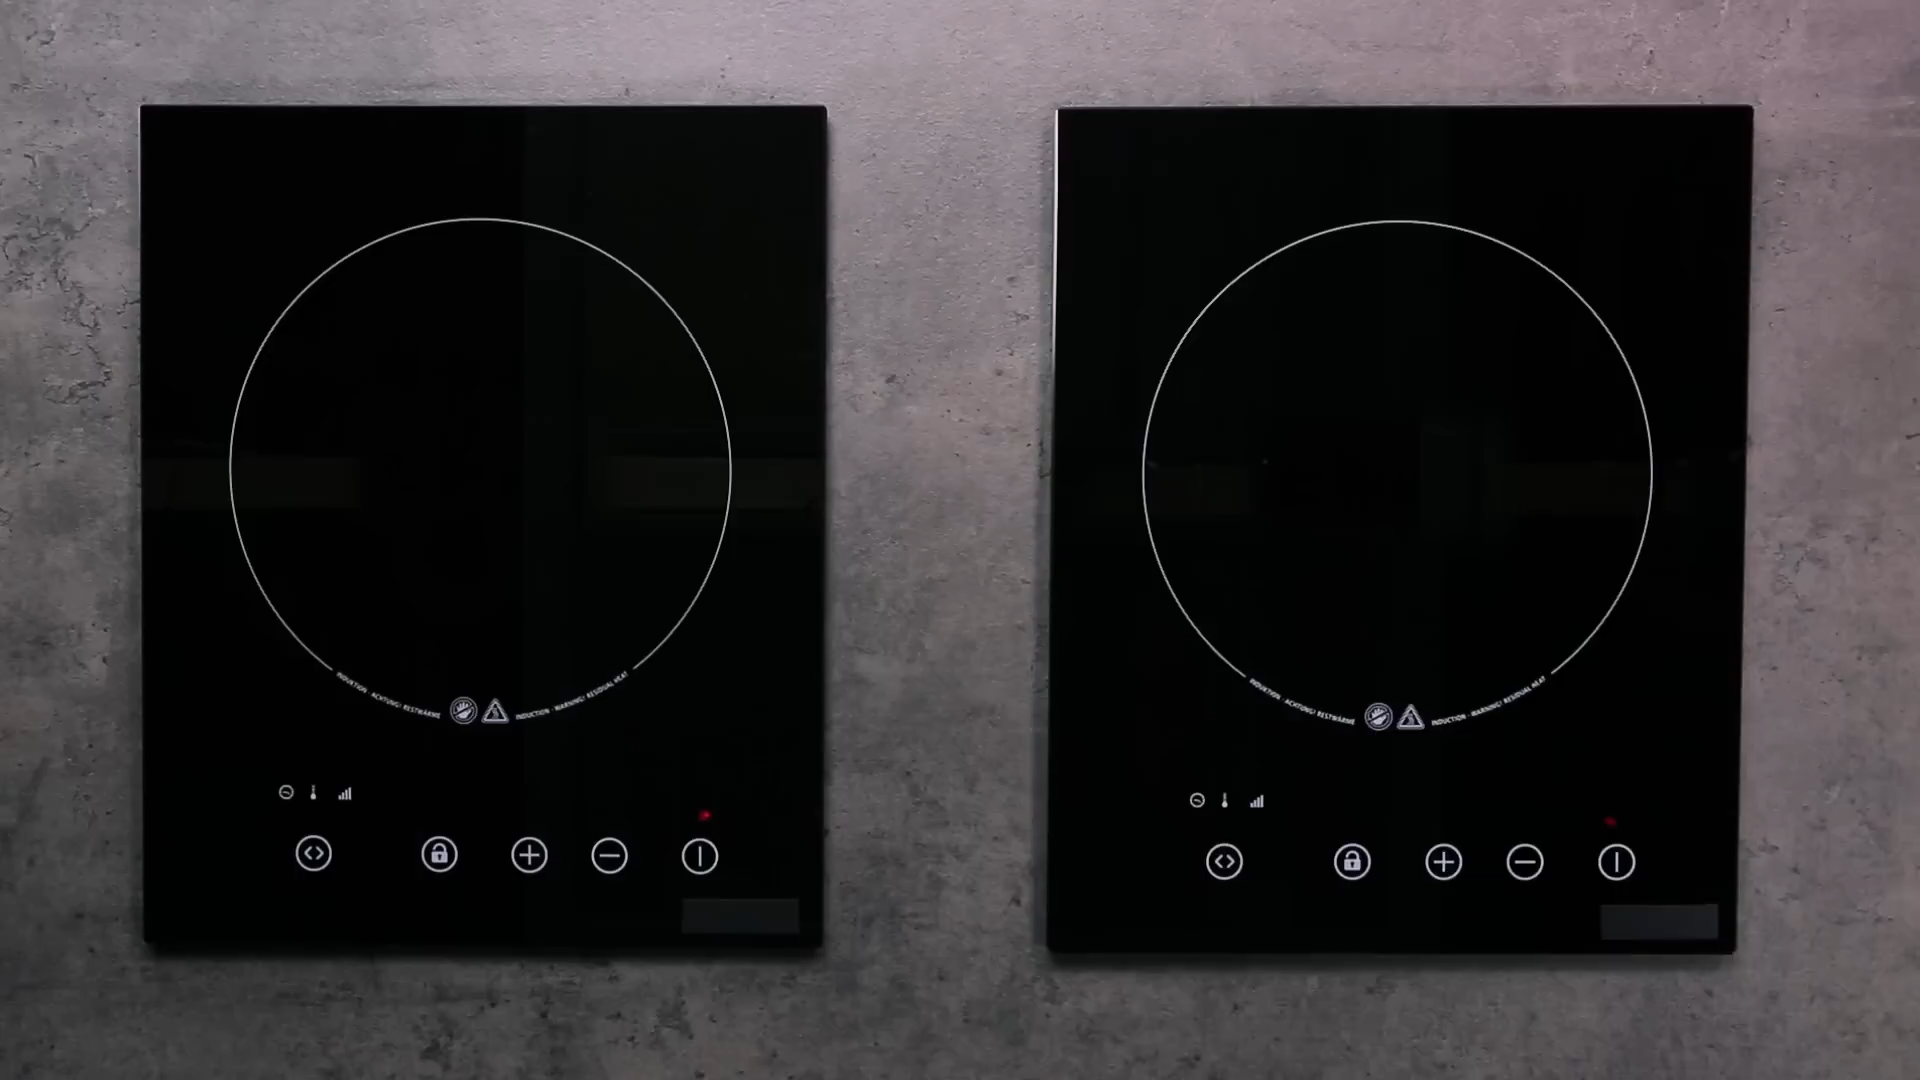 INDUKTION · ACHTUNG! RESTWÄRME
INDUCTION · WARNING! RESIDUAL HEAT
INDUKTION · ACHTUNG! RESTWÄRME
INDUCTION · WARNING! RESIDUAL HEAT